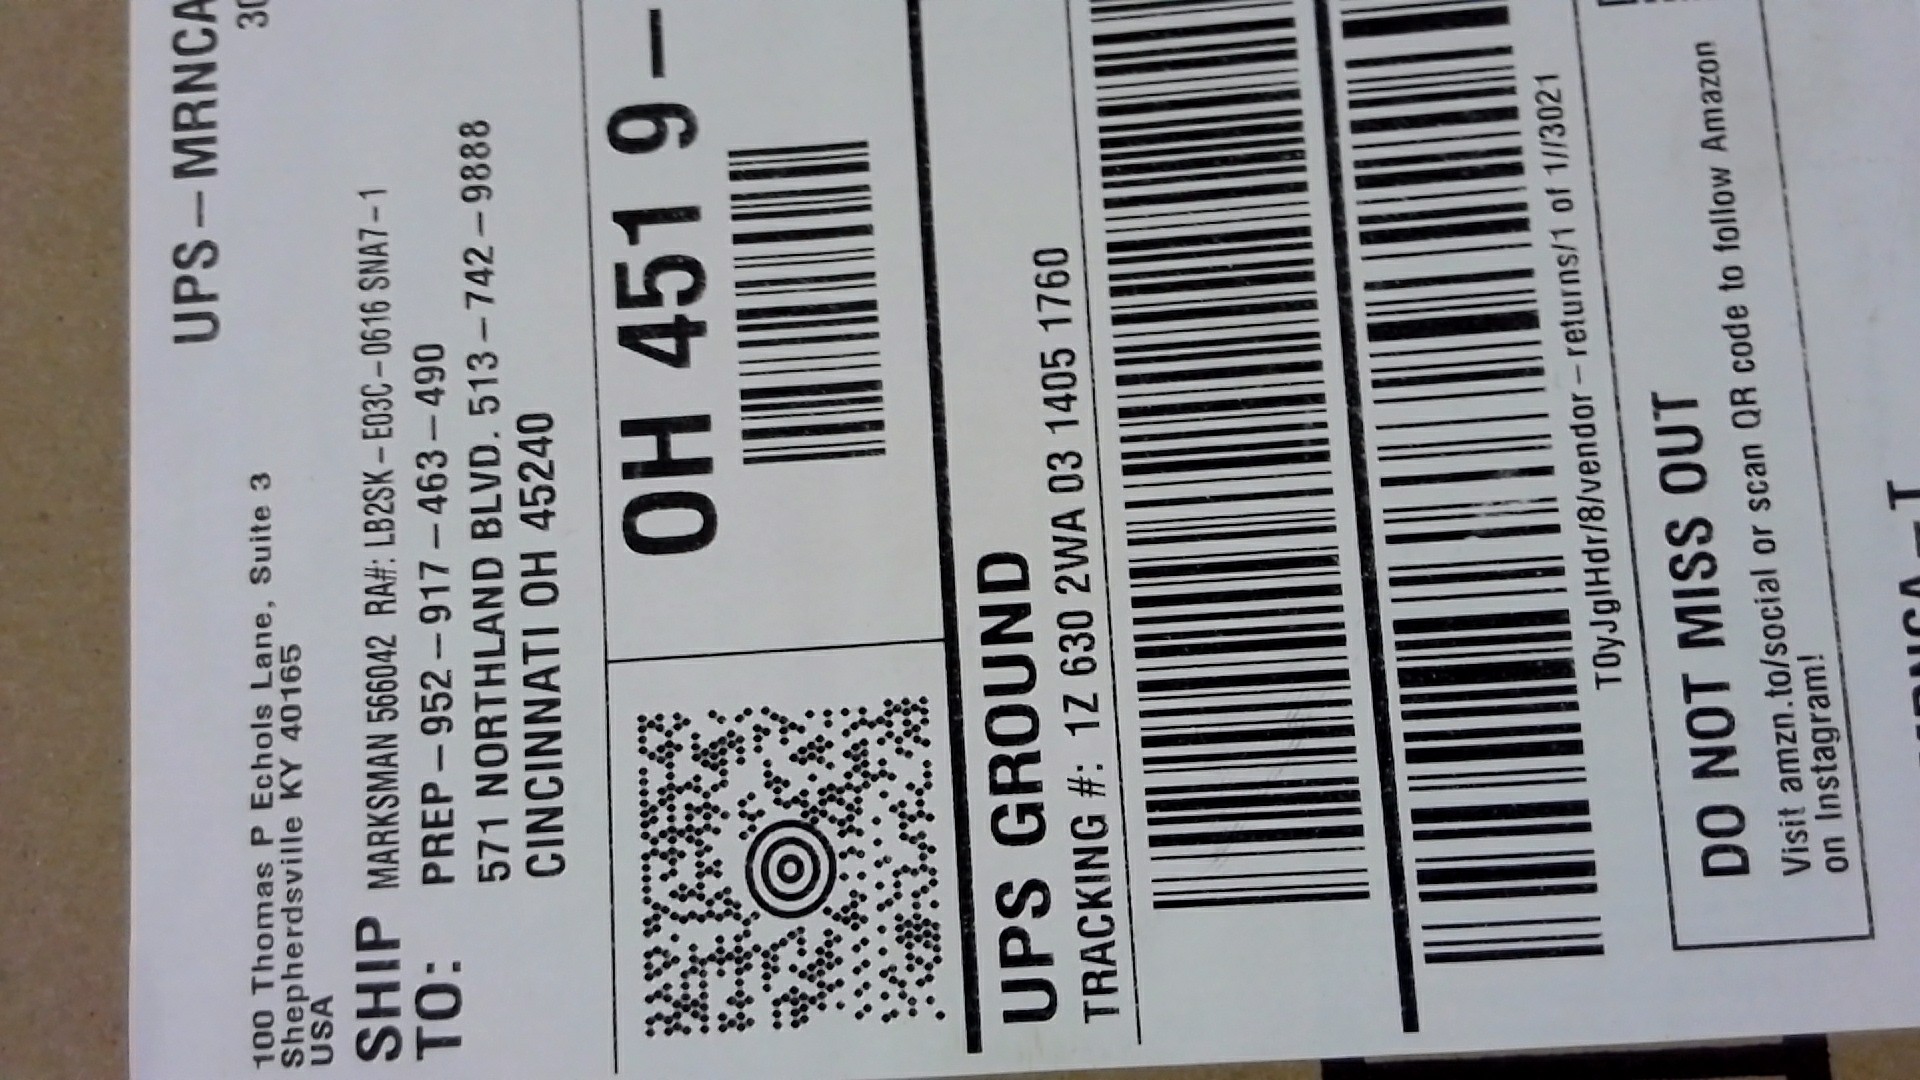 UPS-MRNCA
30
100 Thomas P Echols Lane, Suite 3
Shepherdsville KY 40165
USA
SHIP TO:
MARKSMAN 566042 RA#: LB2SK-E03C-0616 SNA7-1
PREP-952-917-463-490
571 NORTHLAND BLVD. 513-742-9888
CINCINNATI OH 45240
OH 451 9-
UPS GROUND
TRACKING #: 1Z 630 2WA 03 1405 1760
T0yJglHdr/8/vendor-returns/1 of 1//3021
DO NOT MISS OUT
Visit amzn.to/social or scan QR code to follow Amazon
on Instagram!